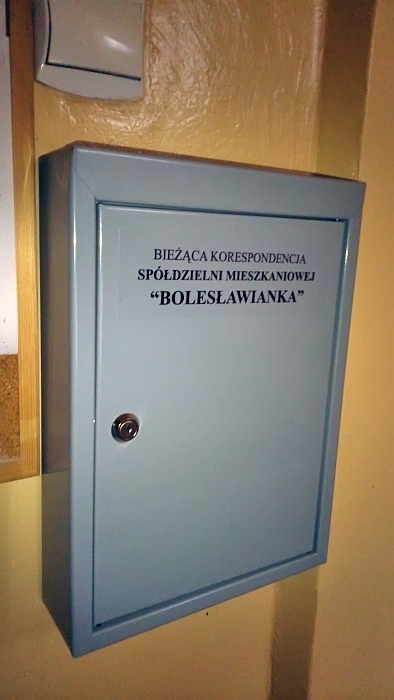 BIEŻĄCA KORESPONDENCJA
SPÓŁDZIELNI MIESZKANIOWEJ
“BOLESŁAWIANKA”